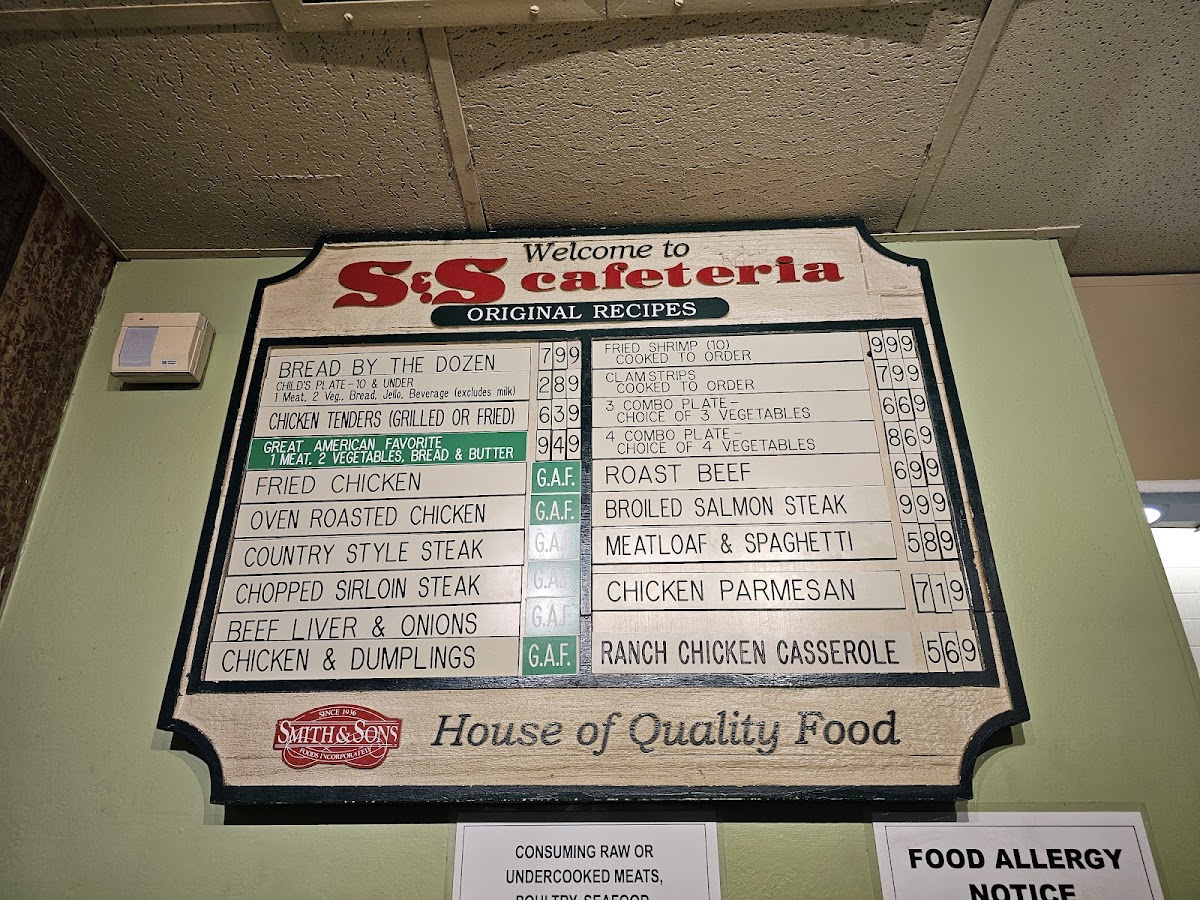 Welcome to
S&S cafeteria
ORIGINAL RECIPES
BREAD BY THE DOZEN 799
CHILD'S PLATE-10 & UNDER 289
1 Meat, 2 Veg., Bread, Jello, Beverage (excludes milk)
CHICKEN TENDERS (GRILLED OR FRIED) 639
GREAT AMERICAN FAVORITE 949
1 MEAT, 2 VEGETABLES, BREAD & BUTTER
FRIED CHICKEN G.A.F.
OVEN ROASTED CHICKEN G.A.F.
COUNTRY STYLE STEAK G.A.F.
CHOPPED SIRLOIN STEAK G.A.F.
BEEF LIVER & ONIONS G.A.F.
CHICKEN & DUMPLINGS G.A.F.
FRIED SHRIMP (10) 999
COOKED TO ORDER
CLAM STRIPS 799
COOKED TO ORDER
3 COMBO PLATE- 669
CHOICE OF 3 VEGETABLES
4 COMBO PLATE- 869
CHOICE OF 4 VEGETABLES
ROAST BEEF 699
BROILED SALMON STEAK 999
MEATLOAF & SPAGHETTI 589
CHICKEN PARMESAN 719
RANCH CHICKEN CASSEROLE 569
SINCE 1936
SMITH & SONS
FOODS INCORPORATED
House of Quality Food
CONSUMING RAW OR
UNDERCOOKED MEATS,
POULTRY, SEAFOOD
FOOD ALLERGY
NOTICE